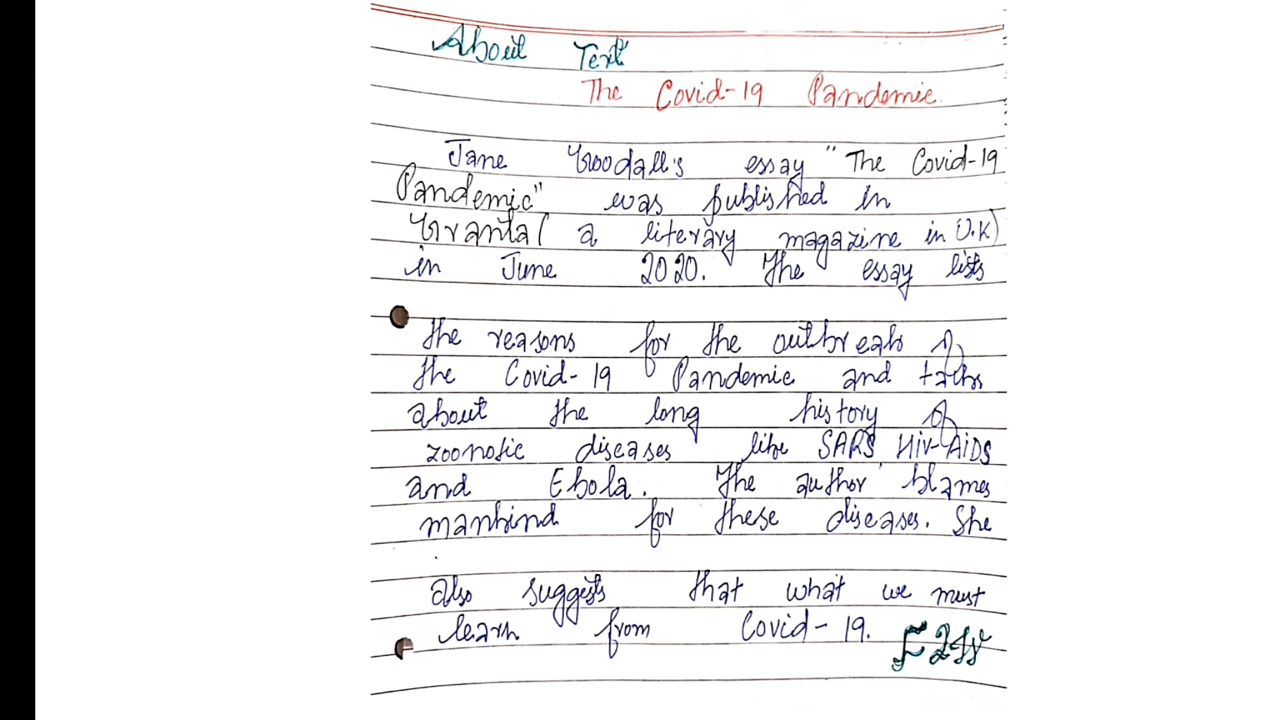 About Text
The Covid-19 Pandemic.
Jane Goodall's essay "The Covid-19
Pandemic" was published in
Granta( a literary magazine in U.K)
in June 2020. The essay lists
the reasons for the outbreak of
the Covid-19 Pandemic and talks
about the long history of
zoonotic diseases like SARS HiV-AiDS
and Ebola. The author blames
mankind for these diseases. She
also suggests that what we must
learn from Covid-19.